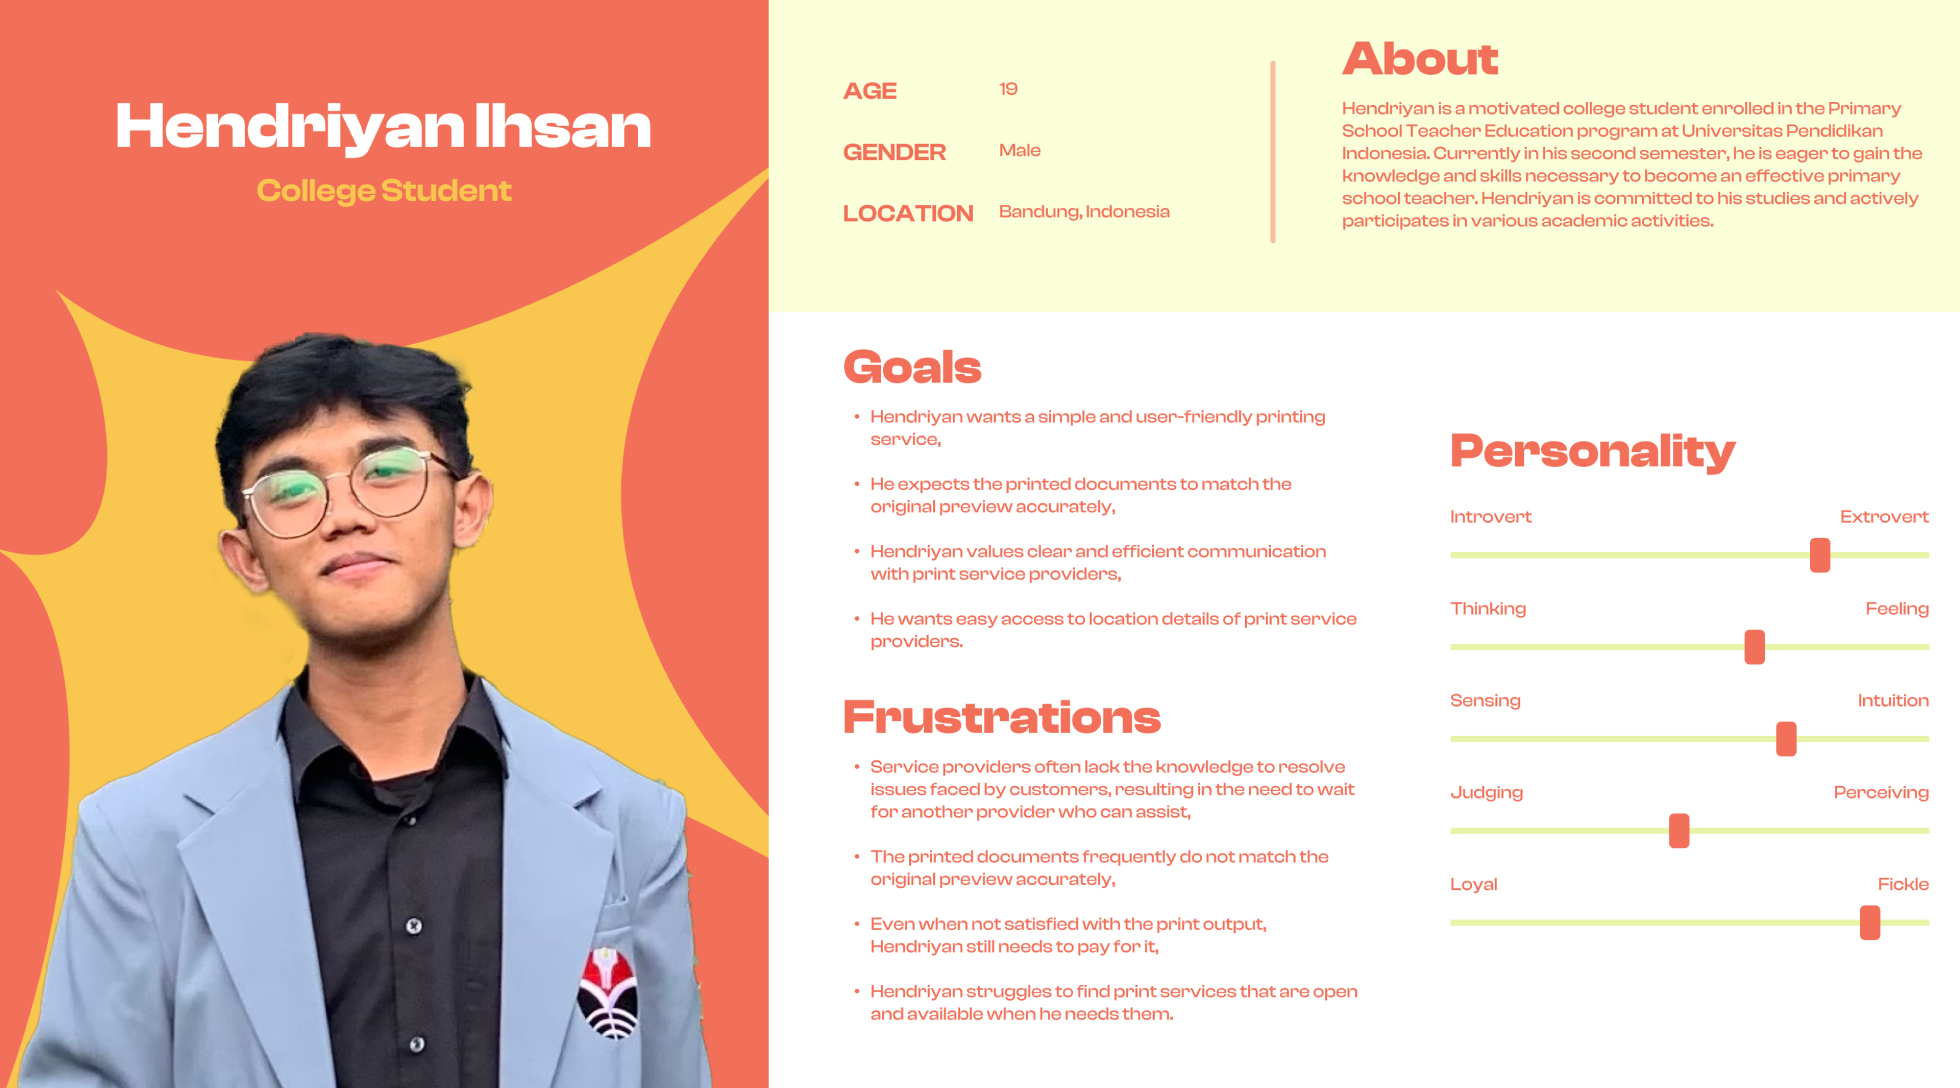 Hendriyan Ihsan
College Student
AGE 19
GENDER Male
LOCATION Bandung, Indonesia
About
Hendriyan is a motivated college student enrolled in the Primary
School Teacher Education program at Universitas Pendidikan
Indonesia. Currently in his second semester, he is eager to gain the
knowledge and skills necessary to become an effective primary
school teacher. Hendriyan is committed to his studies and actively
participates in various academic activities.
Goals
• Hendriyan wants a simple and user-friendly printing
service,
• He expects the printed documents to match the
original preview accurately,
• Hendriyan values clear and efficient communication
with print service providers,
• He wants easy access to location details of print service
providers.
Frustrations
• Service providers often lack the knowledge to resolve
issues faced by customers, resulting in the need to wait
for another provider who can assist,
• The printed documents frequently do not match the
original preview accurately,
• Even when not satisfied with the print output,
Hendriyan still needs to pay for it,
• Hendriyan struggles to find print services that are open
and available when he needs them.
Personality
Introvert Extrovert
Thinking Feeling
Sensing Intuition
Judging Perceiving
Loyal Fickle